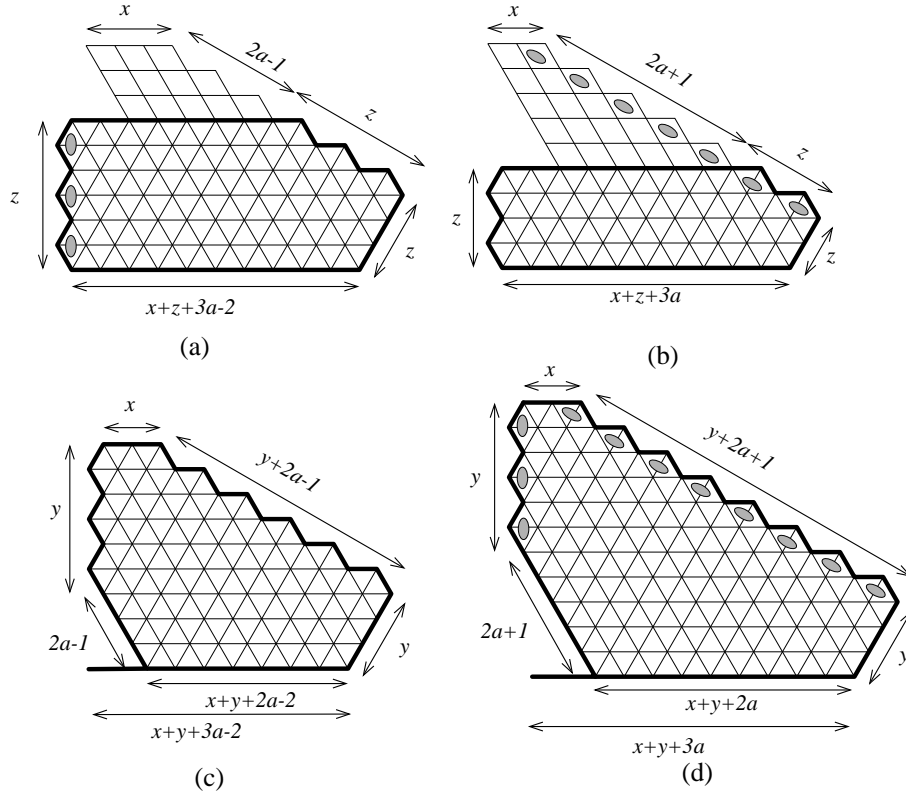 x
2a-1
z
z
z
x+z+3a-2
(a)
x
2a+1
z
z
z
x+z+3a
(b)
x
y+2a-1
y
2a-1
y
x+y+2a-2
x+y+3a-2
(c)
x
y+2a+1
y
2a+1
y
x+y+2a
x+y+3a
(d)